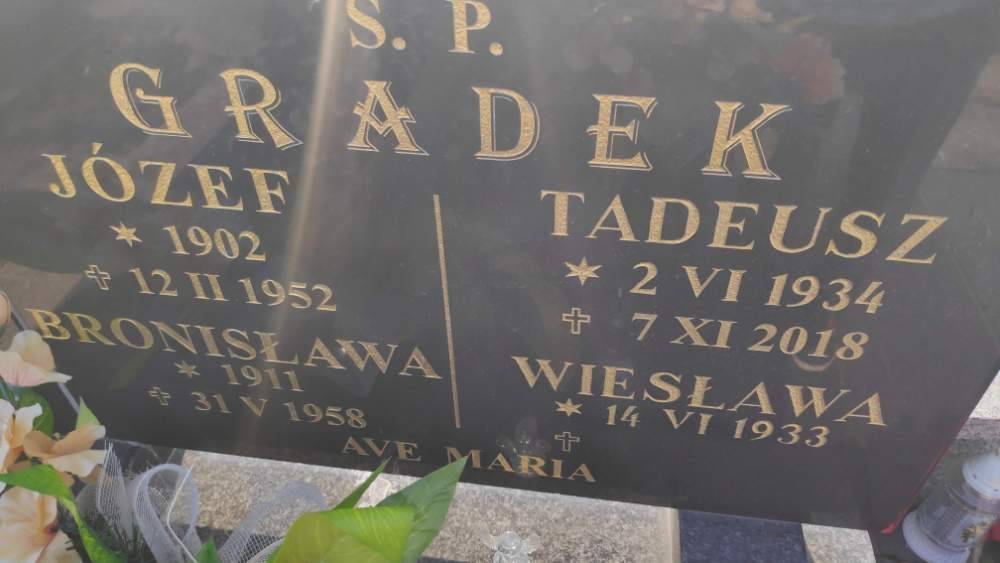 Ś. P.
GRADEK
JÓZEF
* 1902
✝ 12 II 1952
BRONISŁAWA
* 1911
✝ 31 V 1958
TADEUSZ
* 2 VI 1934
✝ 7 XI 2018
WIESŁAWA
* 14 VI 1933
✝
AVE MARIA